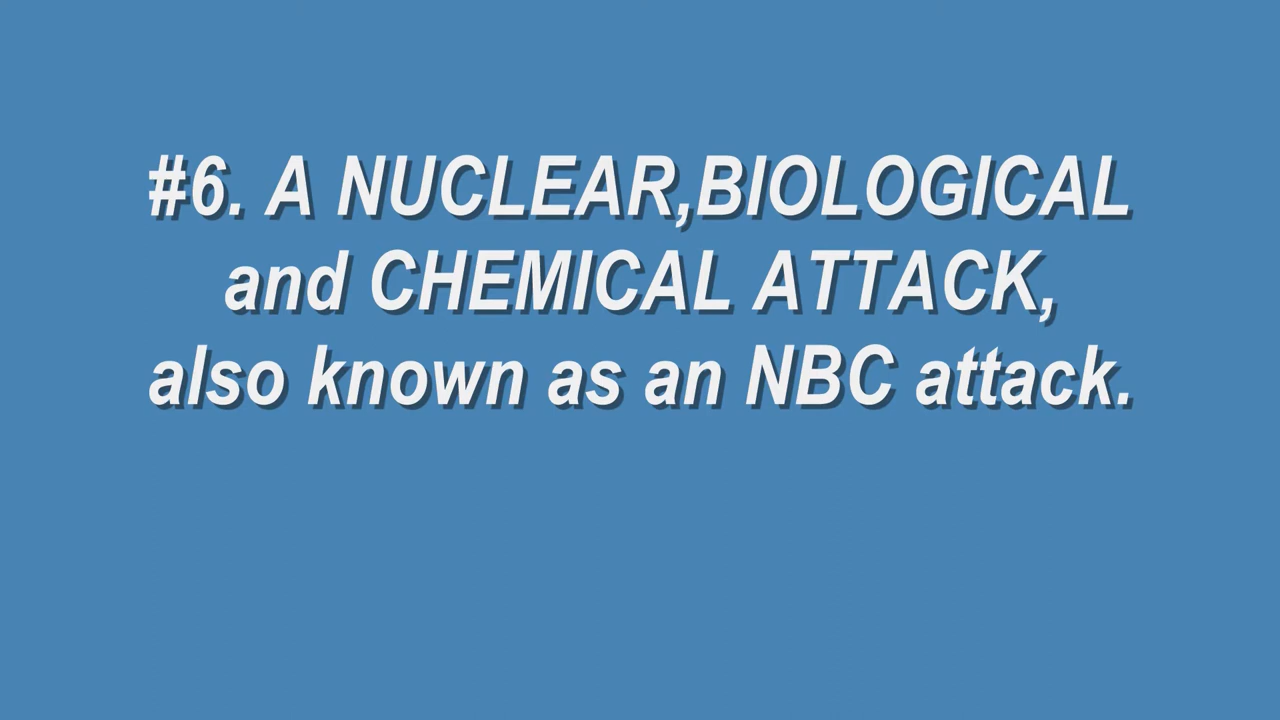 #6. A NUCLEAR,BIOLOGICAL
and CHEMICAL ATTACK,
also known as an NBC attack.